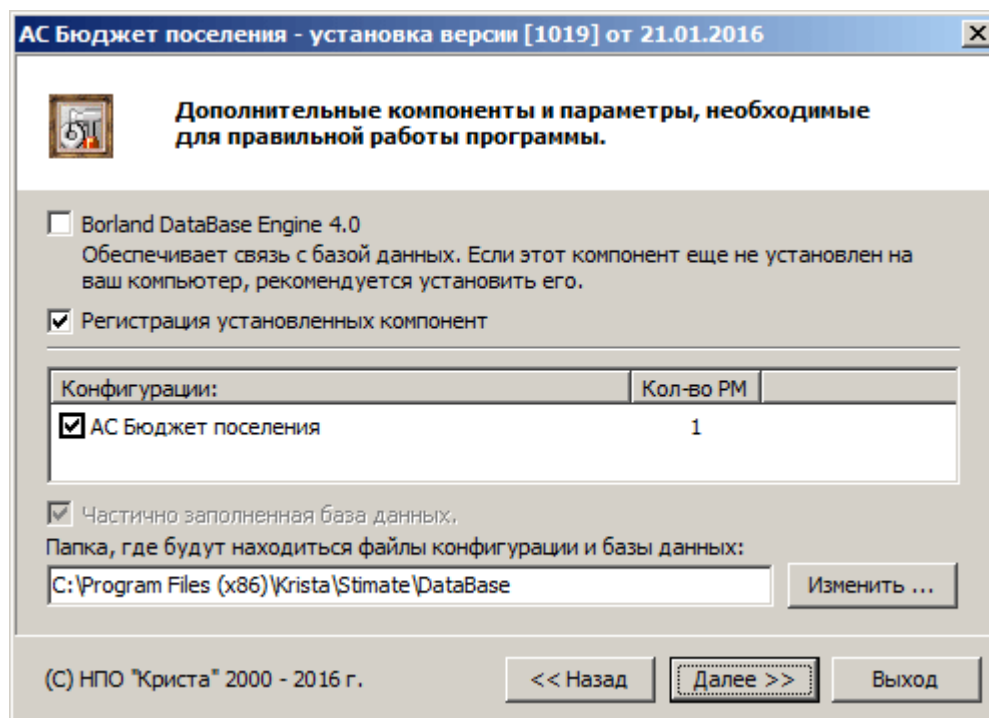 АС Бюджет поселения - установка версии [1019] от 21.01.2016
Дополнительные компоненты и параметры, необходимые
для правильной работы программы.
Borland DataBase Engine 4.0
Обеспечивает связь с базой данных. Если этот компонент еще не установлен на
ваш компьютер, рекомендуется установить его.
Регистрация установленных компонент
Конфигурации: Кол-во РМ
АС Бюджет поселения 1
Частично заполненная база данных.
Папка, где будут находиться файлы конфигурации и базы данных:
C:\Program Files (x86)\Krista\Stimate\DataBase Изменить ...
(С) НПО "Криста" 2000 - 2016 г. << Назад Далее >> Выход